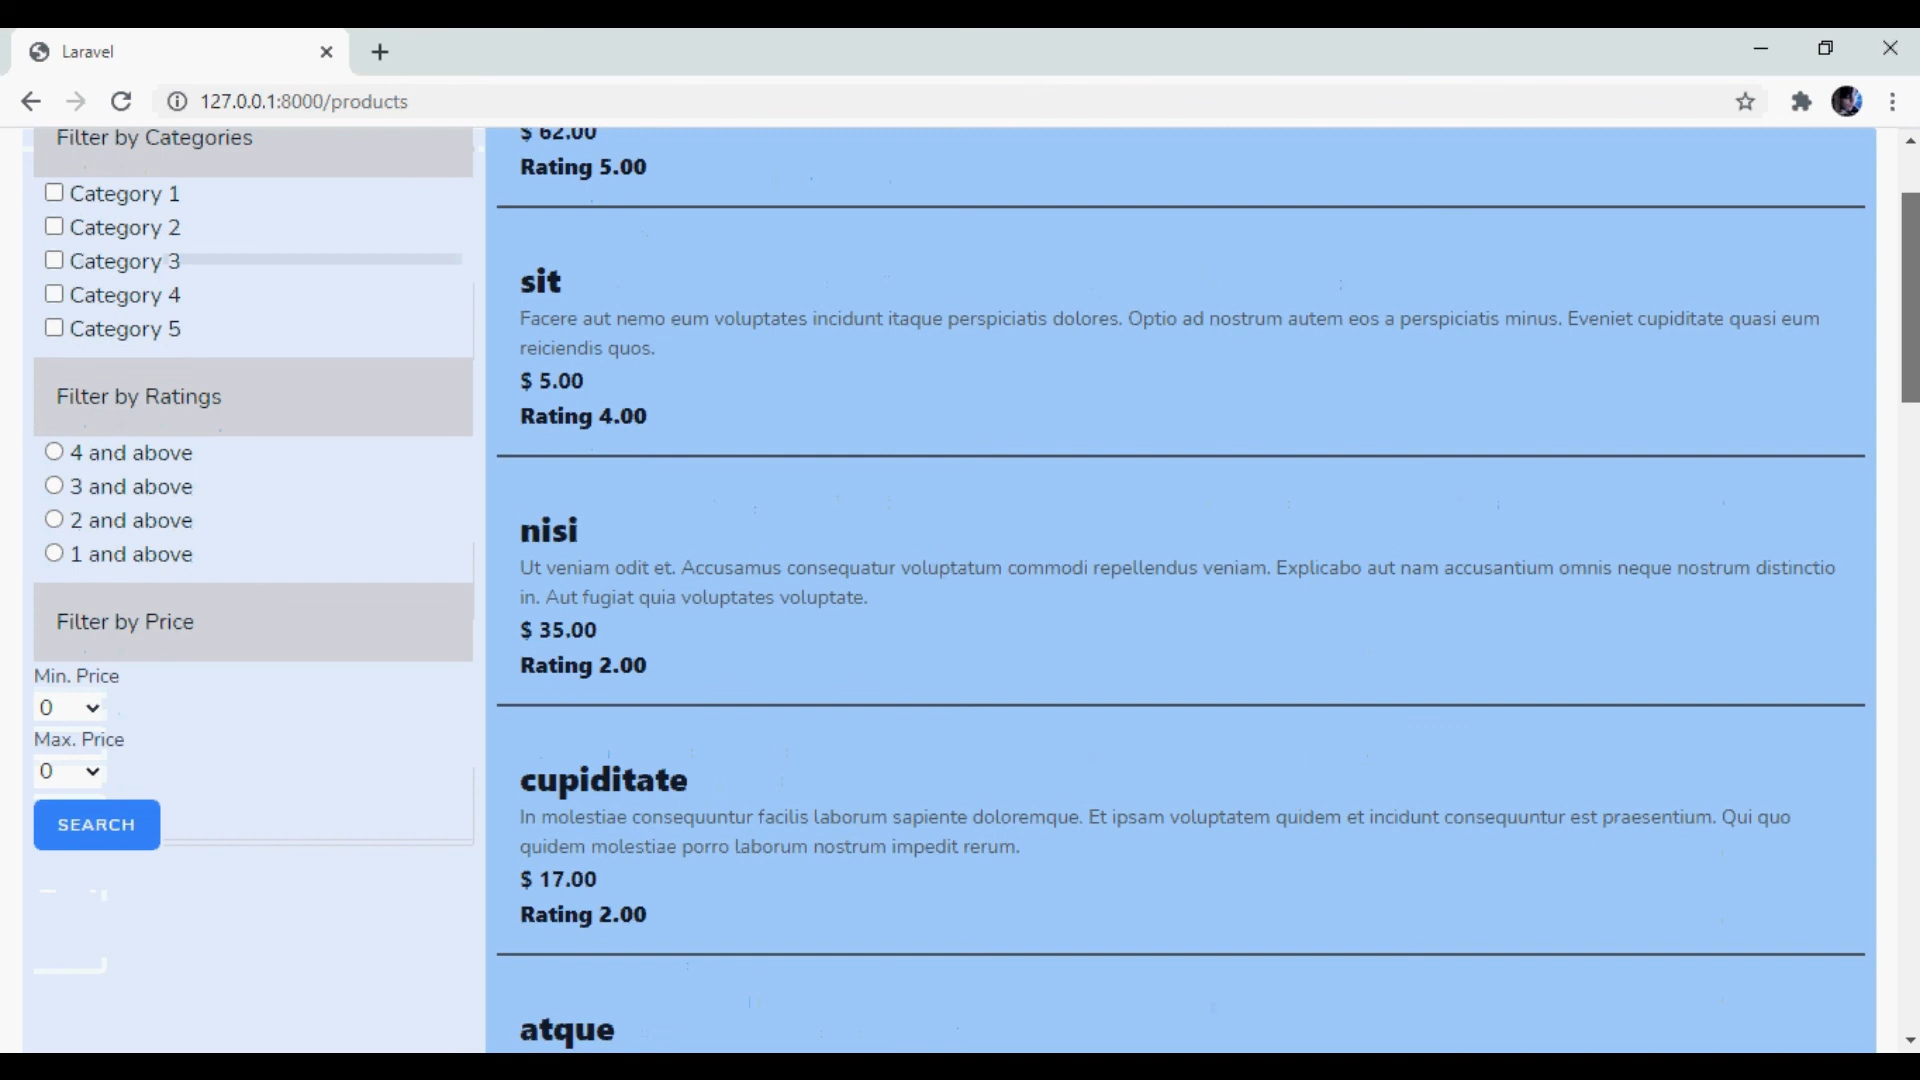 Laravel
127.0.0.1:8000/products
Filter by Categories
Category 1
Category 2
Category 3
Category 4
Category 5
Filter by Ratings
4 and above
3 and above
2 and above
1 and above
Filter by Price
Min. Price
0
Max. Price
0
SEARCH
$ 62.00
Rating 5.00
sit
Facere aut nemo eum voluptates incidunt itaque perspiciatis dolores. Optio ad nostrum autem eos a perspiciatis minus. Eveniet cupiditate quasi eum
reiciendis quos.
$ 5.00
Rating 4.00
nisi
Ut veniam odit et. Accusamus consequatur voluptatum commodi repellendus veniam. Explicabo aut nam accusantium omnis neque nostrum distinctio
in. Aut fugiat quia voluptates voluptate.
$ 35.00
Rating 2.00
cupiditate
In molestiae consequuntur facilis laborum sapiente doloremque. Et ipsam voluptatem quidem et incidunt consequuntur est praesentium. Qui quo
quidem molestiae porro laborum nostrum impedit rerum.
$ 17.00
Rating 2.00
atque